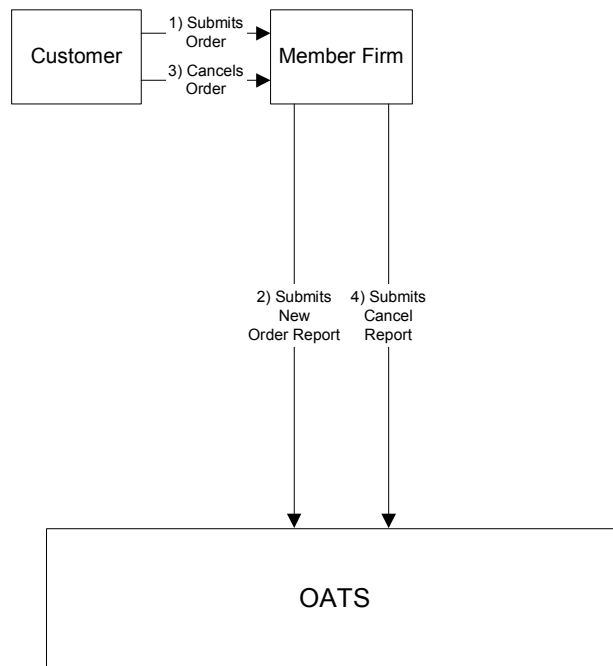 Customer
1) Submits
Order
3) Cancels
Order
Member Firm
2) Submits
New
Order Report
4) Submits
Cancel
Report
OATS